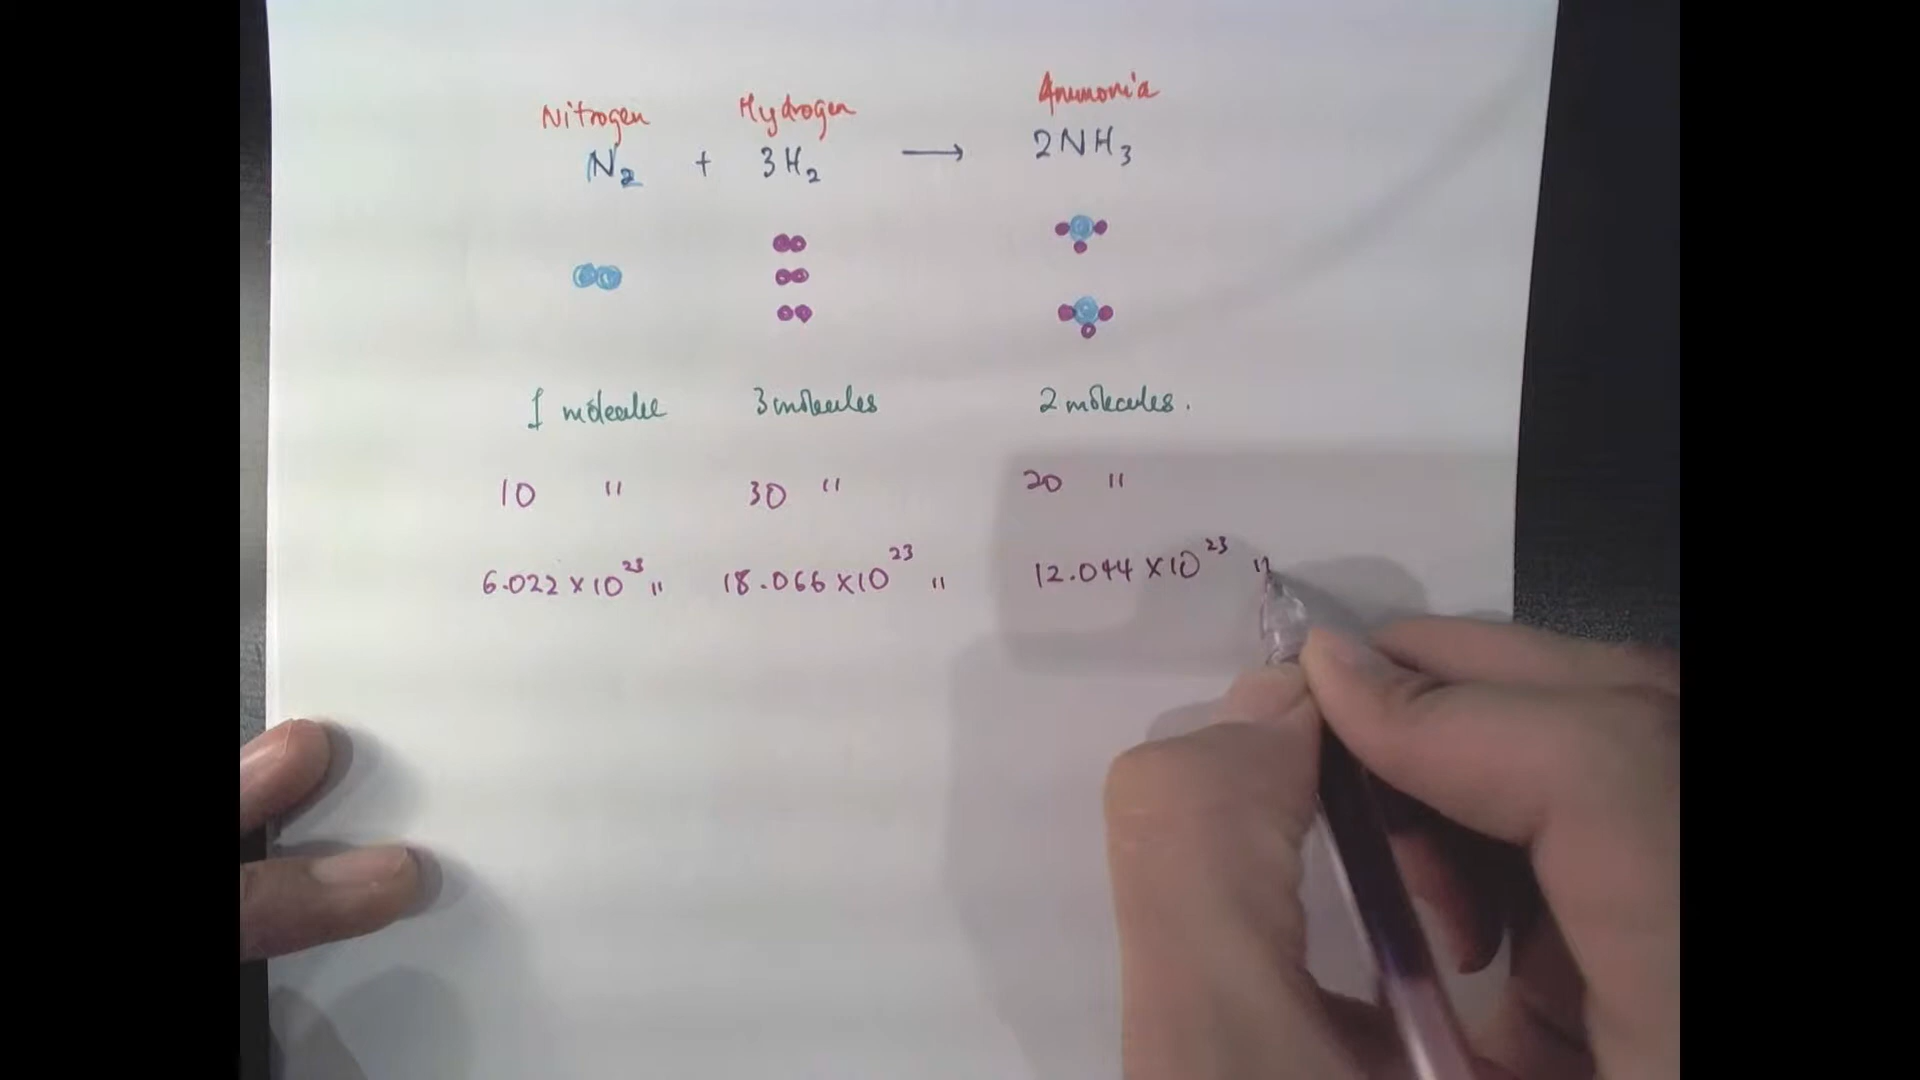 Nitrogen Hydrogen Ammonia
N₂ + 3H₂ → 2NH₃
1 molecule 3 molecules 2 molecules.
10 " 30 " 20 "
6.022 × 10²³ " 18.066 × 10²³ " 12.044 × 10²³ "